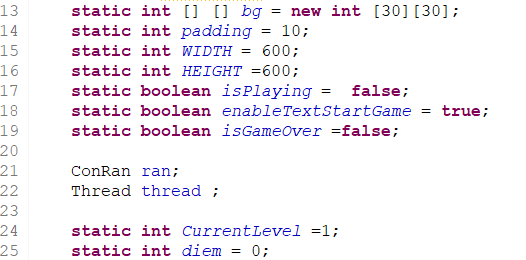 13 static int [] [] bg = new int [30][30];
14 static int padding = 10;
15 static int WIDTH = 600;
16 static int HEIGHT =600;
17 static boolean isPlaying =  false;
18 static boolean enableTextStartGame = true;
19 static boolean isGameOver =false;
20
21 ConRan ran;
22 Thread thread ;
23
24 static int CurrentLevel =1;
25 static int diem = 0;